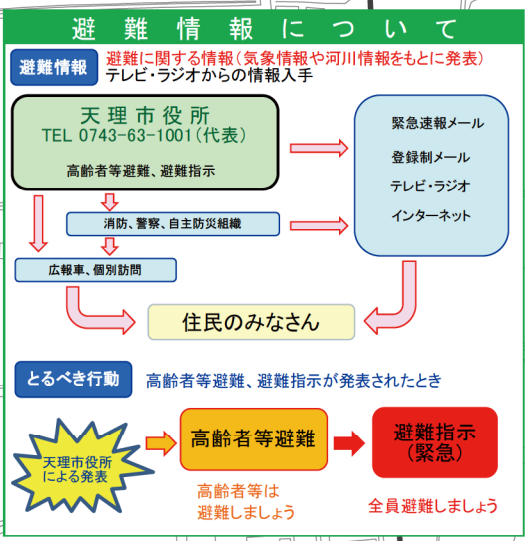 避難情報について
避難情報
避難に関する情報(気象情報や河川情報をもとに発表)
テレビ・ラジオからの情報入手
天理市役所
TEL 0743-63-1001(代表)
高齢者等避難、避難指示
緊急速報メール
登録制メール
テレビ・ラジオ
インターネット
消防、警察、自主防災組織
広報車、個別訪問
住民のみなさん
とるべき行動
高齢者等避難、避難指示が発表されたとき
天理市役所
による発表
高齢者等避難
避難指示
(緊急)
高齢者等は
避難しましょう
全員避難しましょう